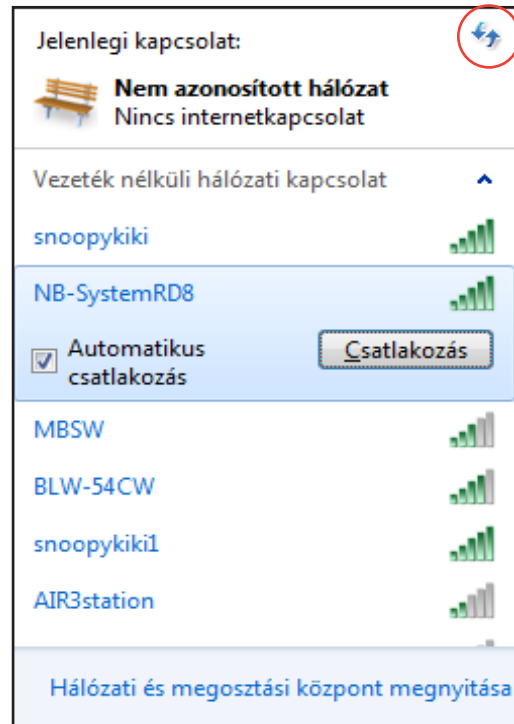 Jelenlegi kapcsolat:
Nem azonosított hálózat
Nincs internetkapcsolat
Vezeték nélküli hálózati kapcsolat
snoopykiki
NB-SystemRD8
Automatikus
csatlakozás
Csatlakozás
MBSW
BLW-54CW
snoopykiki1
AIR3station
Hálózati és megosztási központ megnyitása